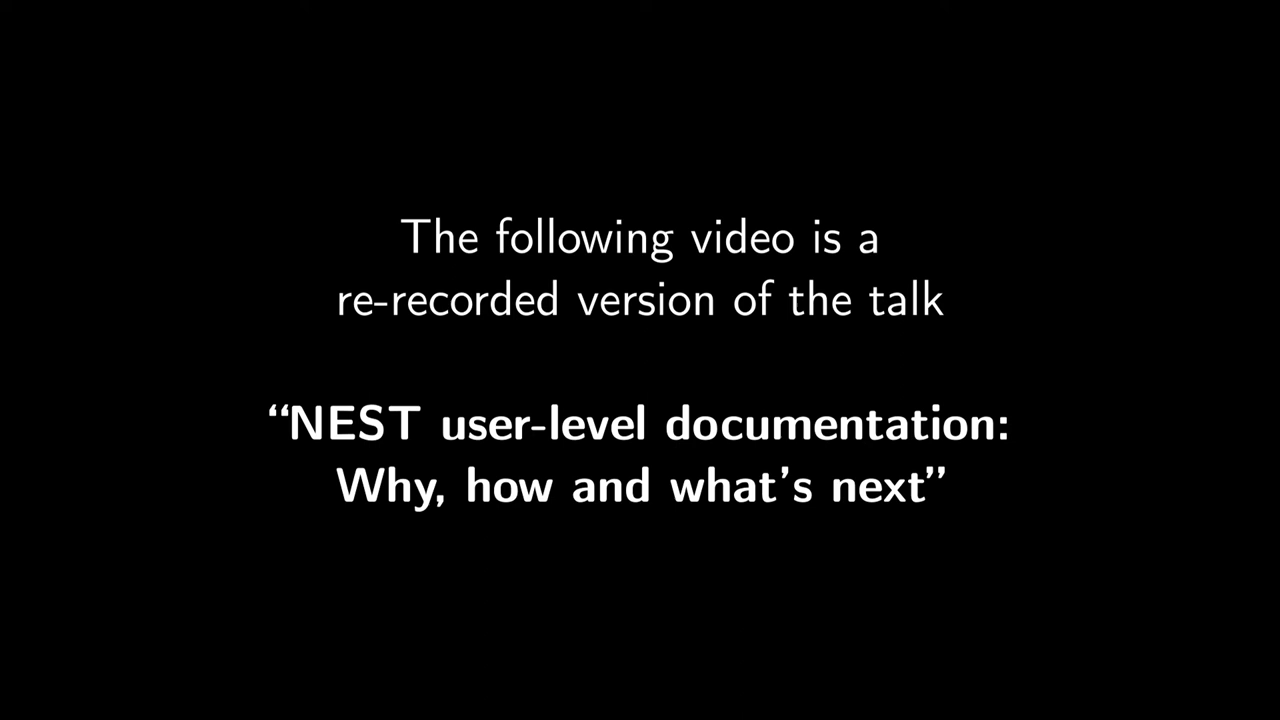 The following video is a
re-recorded version of the talk
“NEST user-level documentation:
Why, how and what’s next”